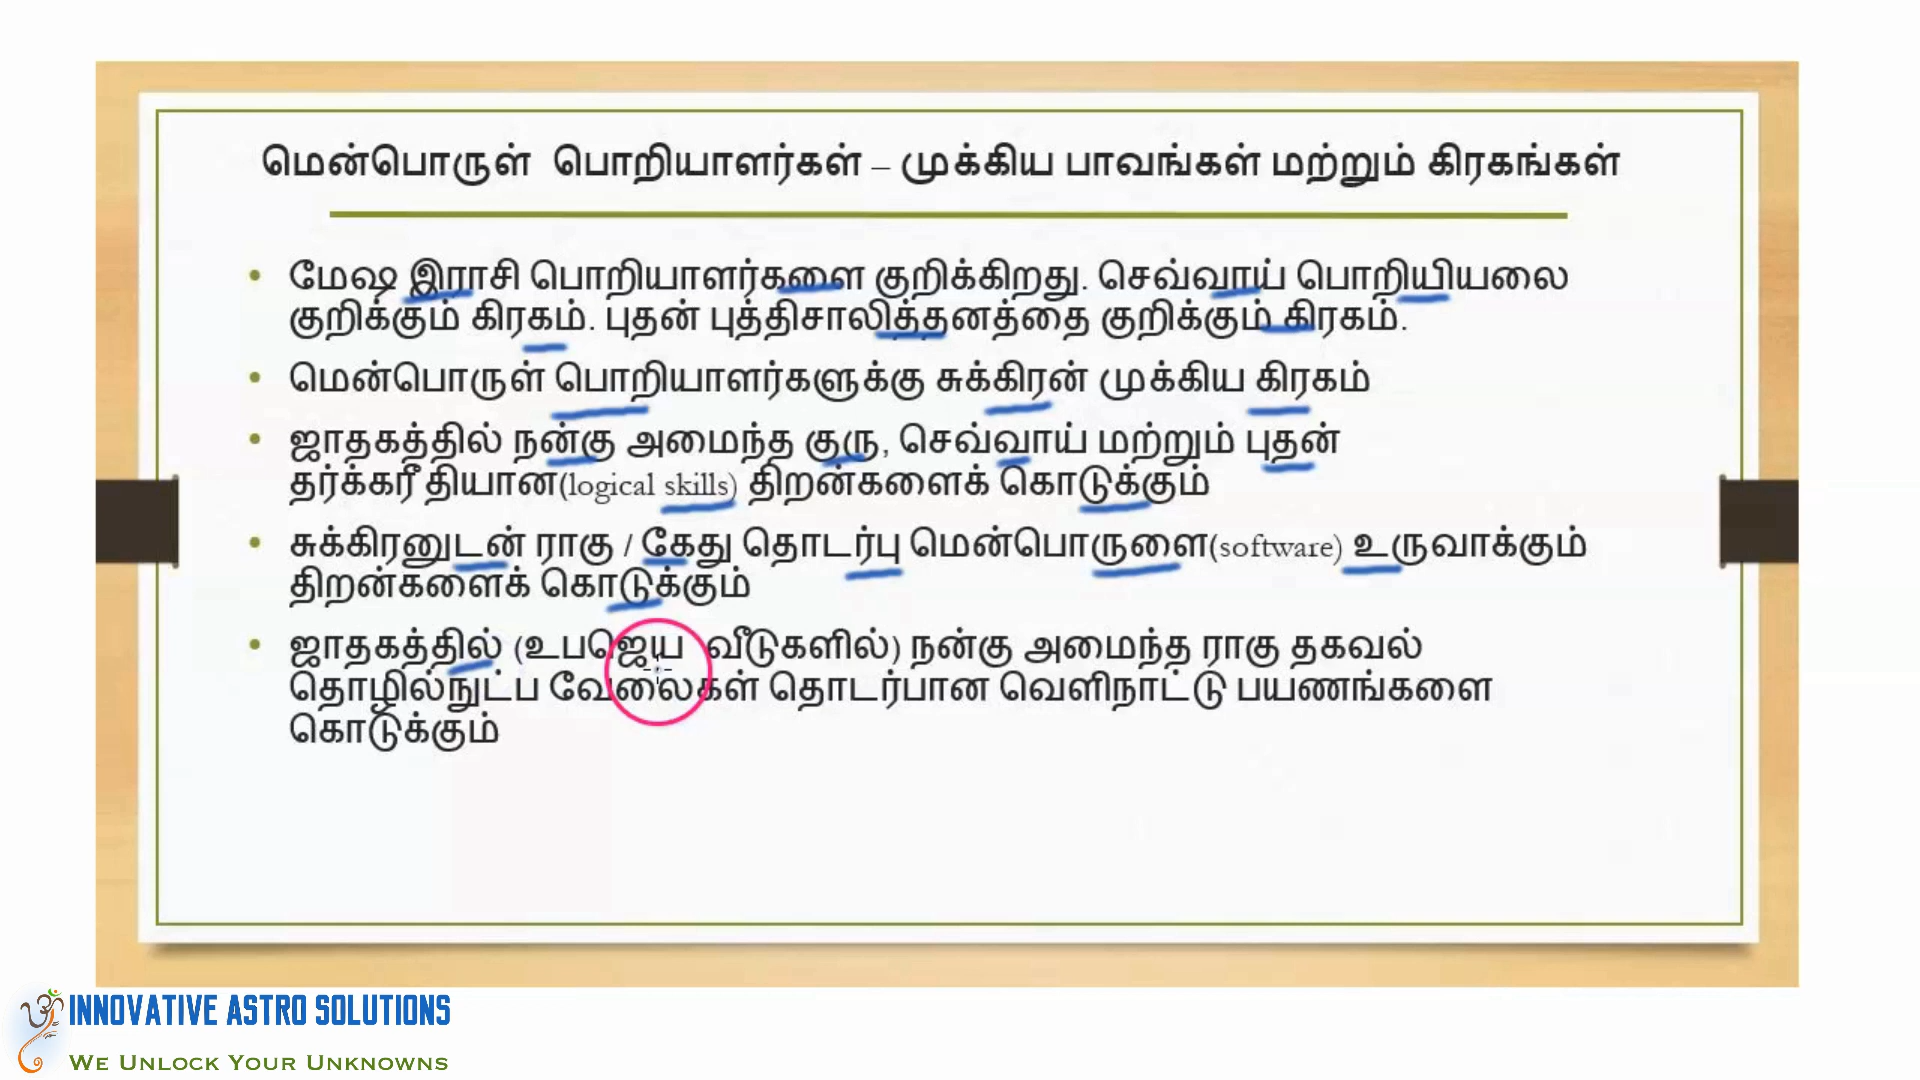 மென்பொருள் பொறியாளர்கள் – முக்கிய பாவங்கள் மற்றும் கிரகங்கள்
• மேஷ இராசி பொறியாளர்களை குறிக்கிறது. செவ்வாய் பொறியியலை
குறிக்கும் கிரகம். புதன் புத்திசாலித்தனத்தை குறிக்கும் கிரகம்.
• மென்பொருள் பொறியாளர்களுக்கு சுக்கிரன் முக்கிய கிரகம்
• ஜாதகத்தில் நன்கு அமைந்த குரு, செவ்வாய் மற்றும் புதன்
தர்க்கரீதியான(logical skills) திறன்களைக் கொடுக்கும்
• சுக்கிரனுடன் ராகு / கேது தொடர்பு மென்பொருளை(software) உருவாக்கும்
திறன்களைக் கொடுக்கும்
• ஜாதகத்தில் (உபஜெய வீடுகளில்) நன்கு அமைந்த ராகு தகவல்
தொழில்நுட்ப வேலைகள் தொடர்பான வெளிநாட்டு பயணங்களை
கொடுக்கும்
INNOVATIVE ASTRO SOLUTIONS
WE UNLOCK YOUR UNKNOWNS